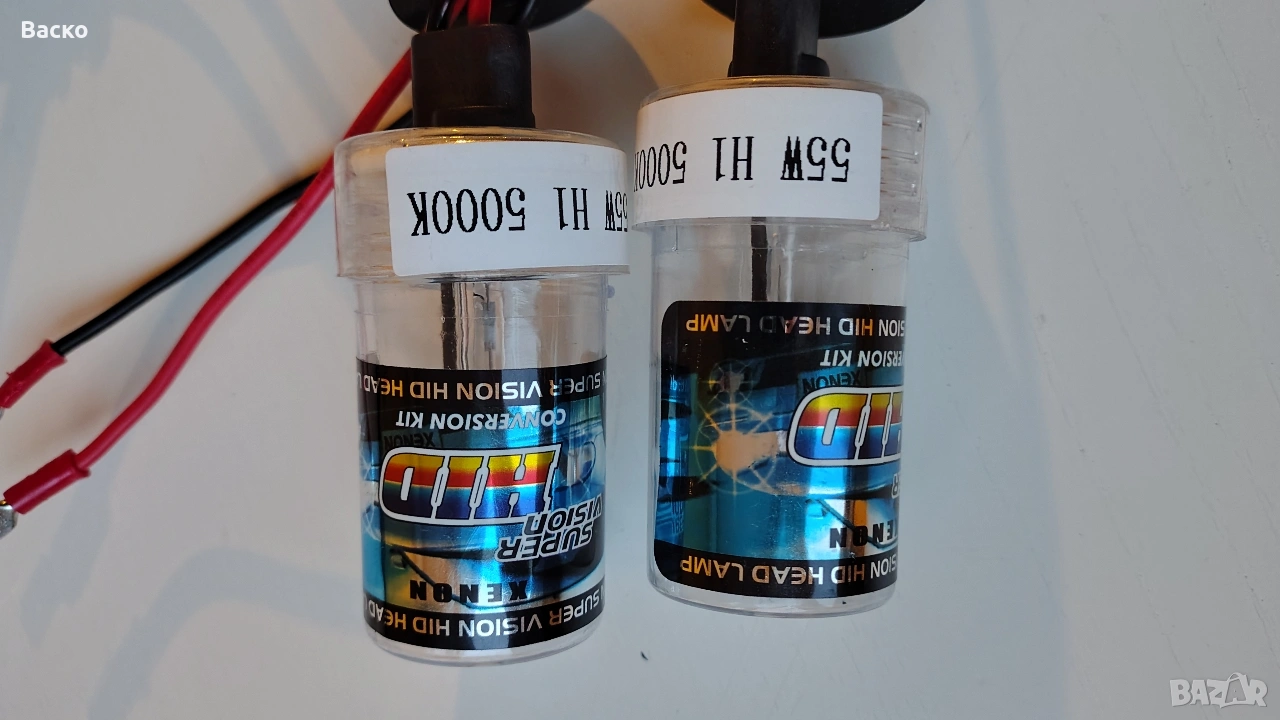 Васко
55W H1 5000K
55W H1 5000K
SUPER VISION HID HEAD
CONVERSION KIT
XENON
HID
SUPER
VISION
XENON
SUPER VISION HID HEAD
VISION HID HEAD LAMP
CONVERSION KIT
XENON
HID
XENON
VISION HID HEAD LAMP
BAZAR